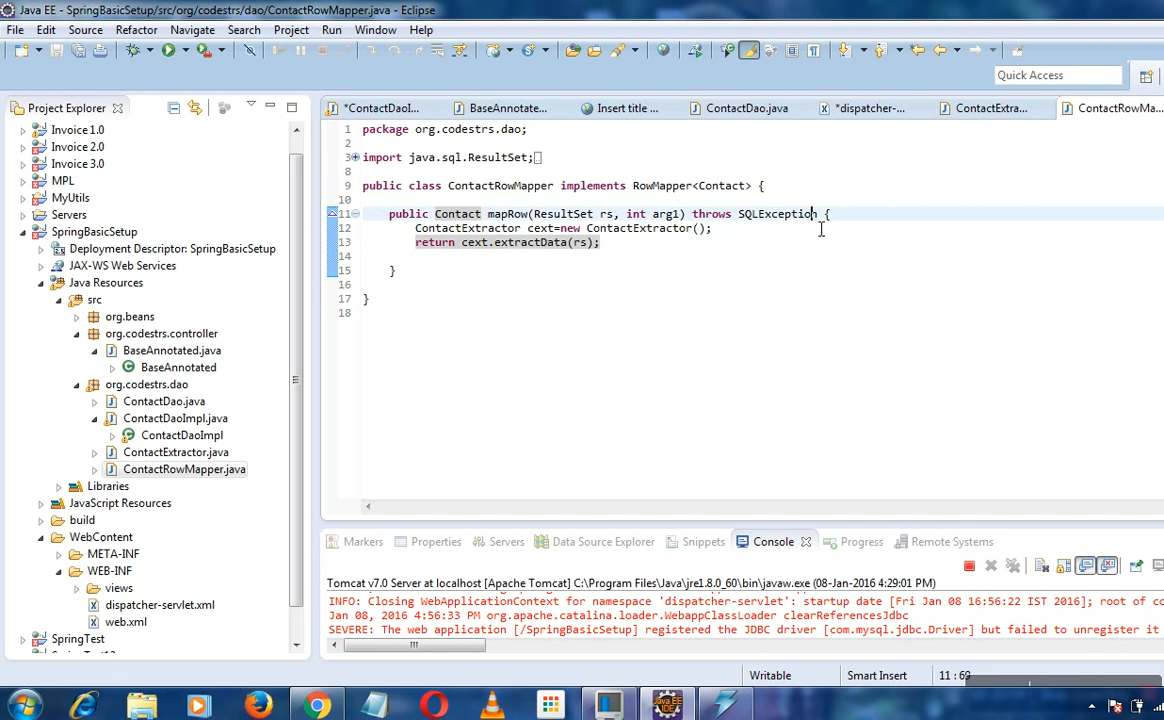 Java EE - SpringBasicSetup/src/org/codestrs/dao/ContactRowMapper.java - Eclipse
File Edit Source Refactor Navigate Search Project Run Window Help
Quick Access
Project Explorer
*ContactDaoI... BaseAnnotate... Insert title ... ContactDao.java *dispatcher-... ContactExtra... ContactRowMa...
Invoice 1.0
Invoice 2.0
Invoice 3.0
MPL
MyUtils
Servers
SpringBasicSetup
Deployment Descriptor: SpringBasicSetup
JAX-WS Web Services
Java Resources
src
org.beans
org.codestrs.controller
BaseAnnotated.java
BaseAnnotated
org.codestrs.dao
ContactDao.java
ContactDaoImpl.java
ContactDaoImpl
ContactExtractor.java
ContactRowMapper.java
Libraries
JavaScript Resources
build
WebContent
META-INF
WEB-INF
views
dispatcher-servlet.xml
web.xml
SpringTest
1 package org.codestrs.dao;
2
3 import java.sql.ResultSet;
8
9 public class ContactRowMapper implements RowMapper<Contact> {
10
11 public Contact mapRow(ResultSet rs, int arg1) throws SQLException {
12 ContactExtractor cext=new ContactExtractor();
13 return cext.extractData(rs);
14
15 }
16
17 }
18
Markers Properties Servers Data Source Explorer Snippets Console Progress Remote Systems
Tomcat v7.0 Server at localhost [Apache Tomcat] C:\Program Files\Java\jre1.8.0_60\bin\javaw.exe (08-Jan-2016 4:29:01 PM)
INFO: Closing WebApplicationContext for namespace 'dispatcher-servlet': startup date [Fri Jan 08 16:56:22 IST 2016]; root of co
Jan 08, 2016 4:56:33 PM org.apache.catalina.loader.WebappClassLoader clearReferencesJdbc
SEVERE: The web application [/SpringBasicSetup] registered the JDBC driver [com.mysql.jdbc.Driver] but failed to unregister it
Writable Smart Insert 11 : 69
Java EE
IDE